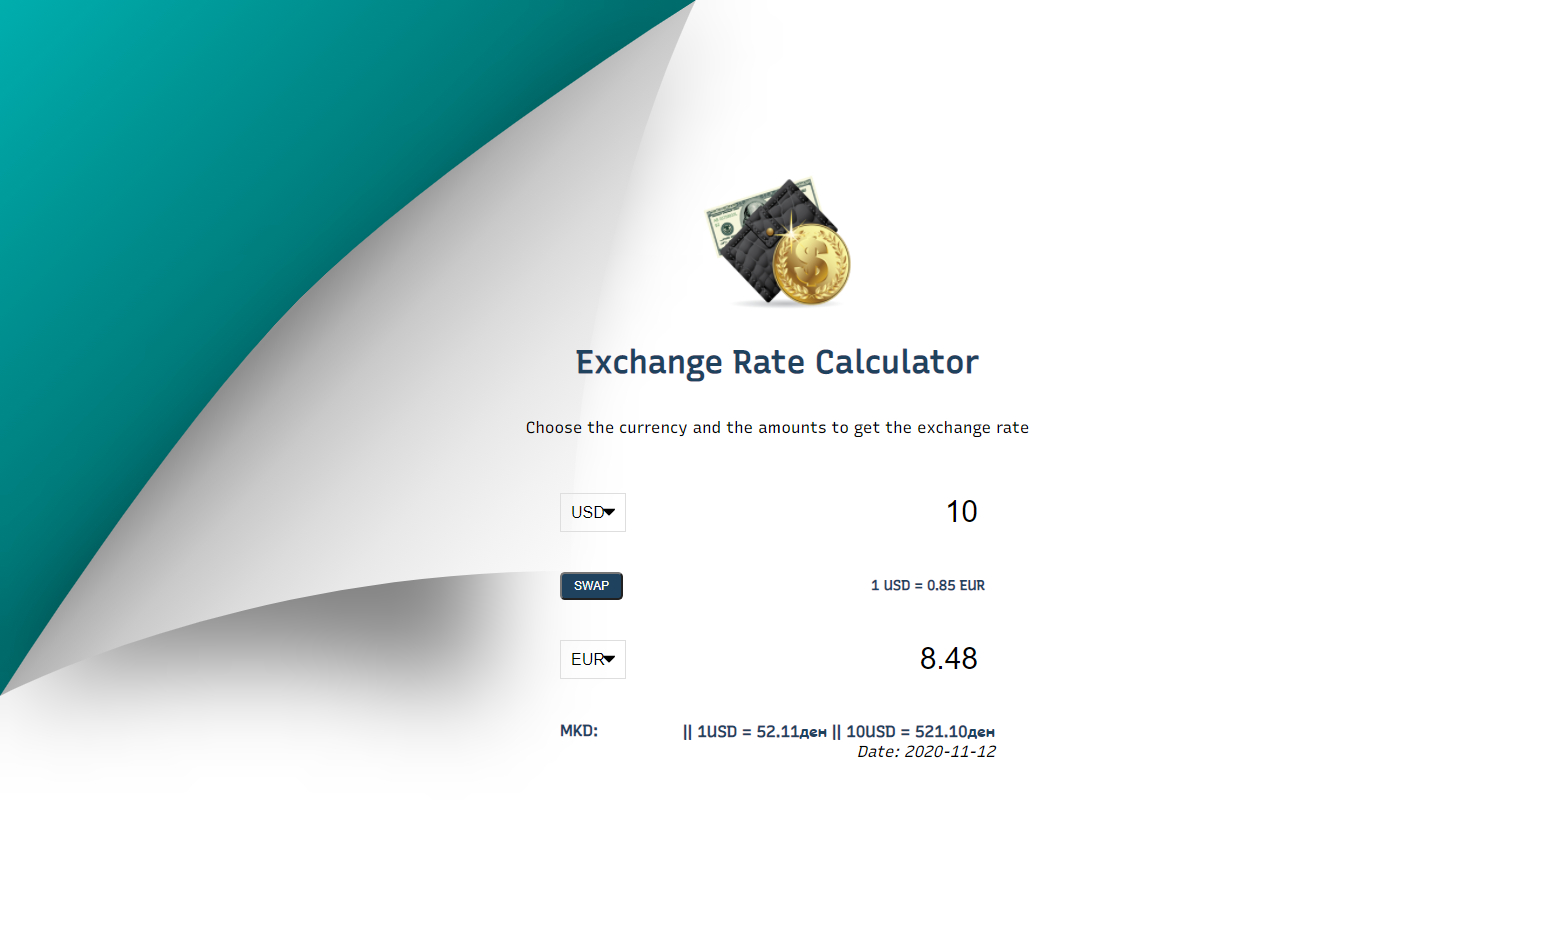 Exchange Rate Calculator
Choose the currency and the amounts to get the exchange rate
USD 10
SWAP 1 USD = 0.85 EUR
EUR 8.48
MKD: || 1USD = 52.11ден || 10USD = 521.10ден
Date: 2020-11-12